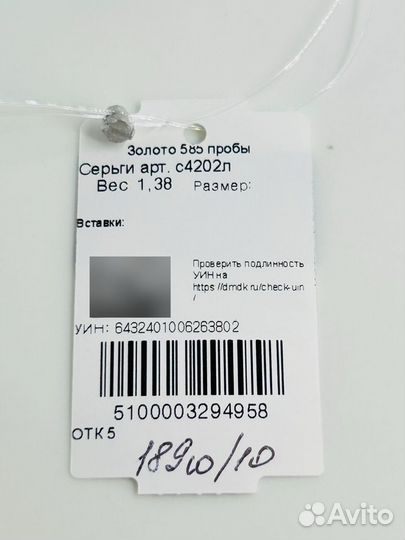 Золото 585 пробы
Серьги арт. с4202л
Вес 1,38 Размер:
Вставки:
Проверить подлинность
УИН на
https://dmdk.ru/check-uin
/
УИН: 6432401006263802
5100003294958
ОТК 5
189ю/10
Avito